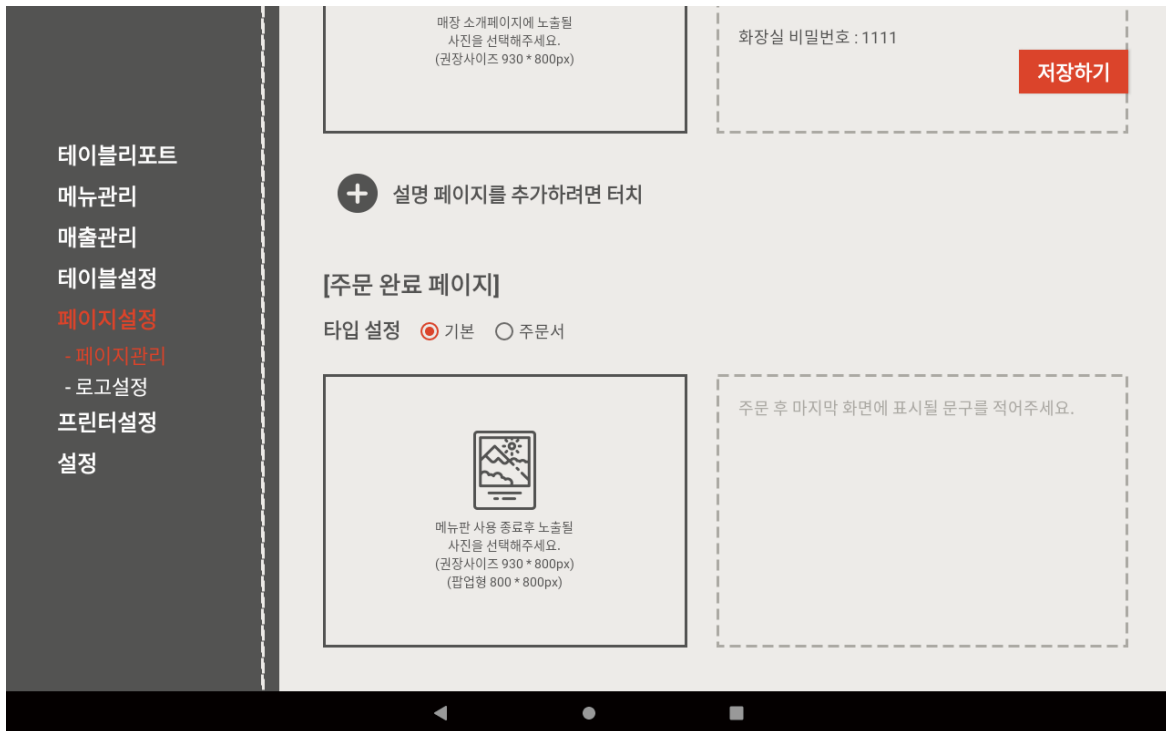 매장 소개페이지에 노출될
사진을 선택해주세요.
(권장사이즈 930 * 800px)
화장실 비밀번호 : 1111
저장하기
테이블리포트
메뉴관리
매출관리
테이블설정
페이지설정
- 페이지관리
- 로고설정
프린터설정
설정
설명 페이지를 추가하려면 터치
[주문 완료 페이지]
타입 설정 기본 주문서
메뉴판 사용 종료후 노출될
사진을 선택해주세요.
(권장사이즈 930 * 800px)
(팝업형 800 * 800px)
주문 후 마지막 화면에 표시될 문구를 적어주세요.